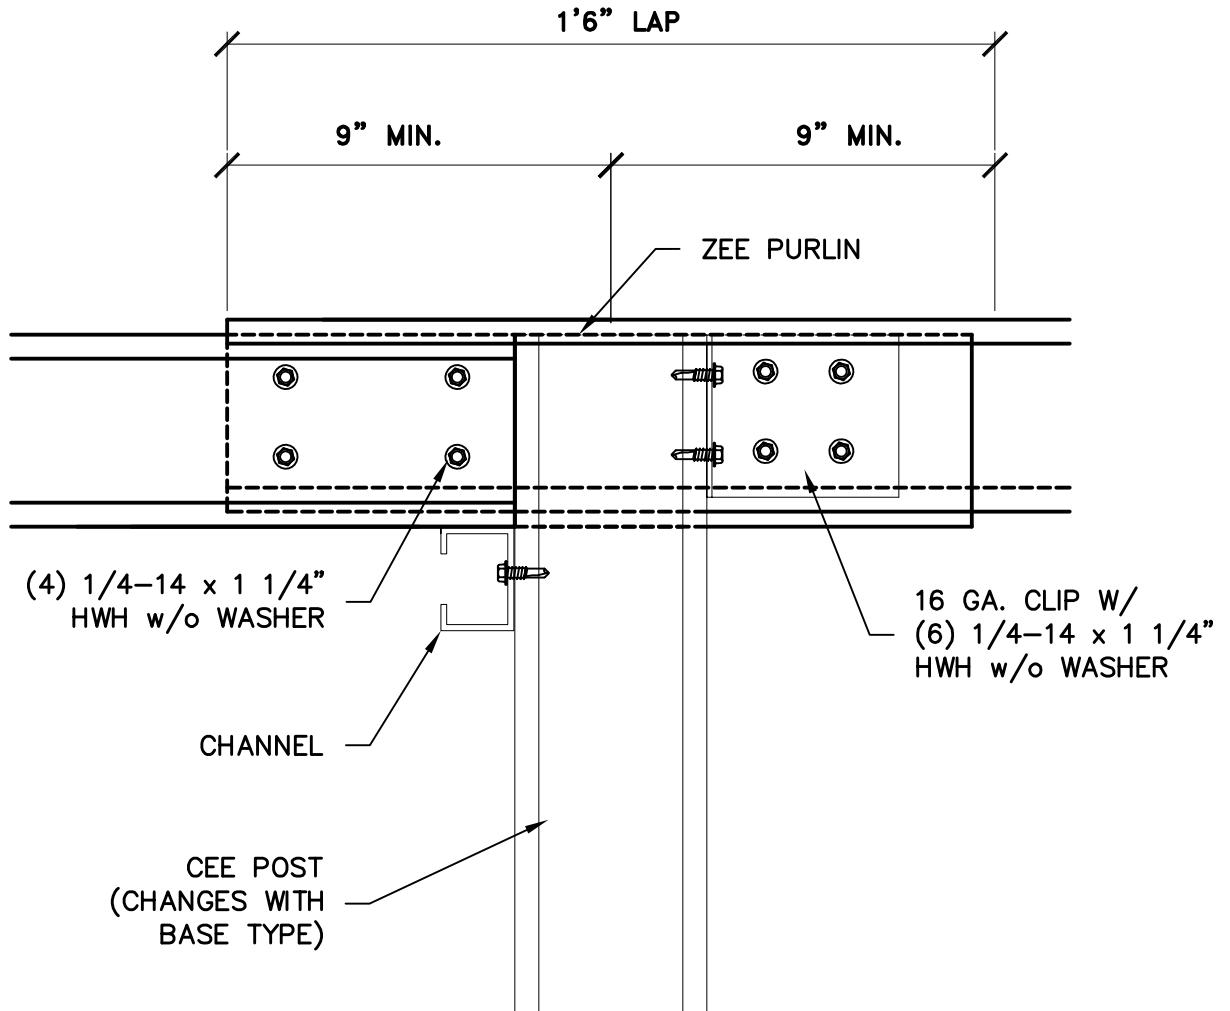 1'6” LAP
9” MIN.
9” MIN.
ZEE PURLIN
(4) 1/4-14 x 1 1/4”
HWH w/o WASHER
16 GA. CLIP W/
(6) 1/4-14 x 1 1/4”
HWH w/o WASHER
CHANNEL
CEE POST
(CHANGES WITH
BASE TYPE)